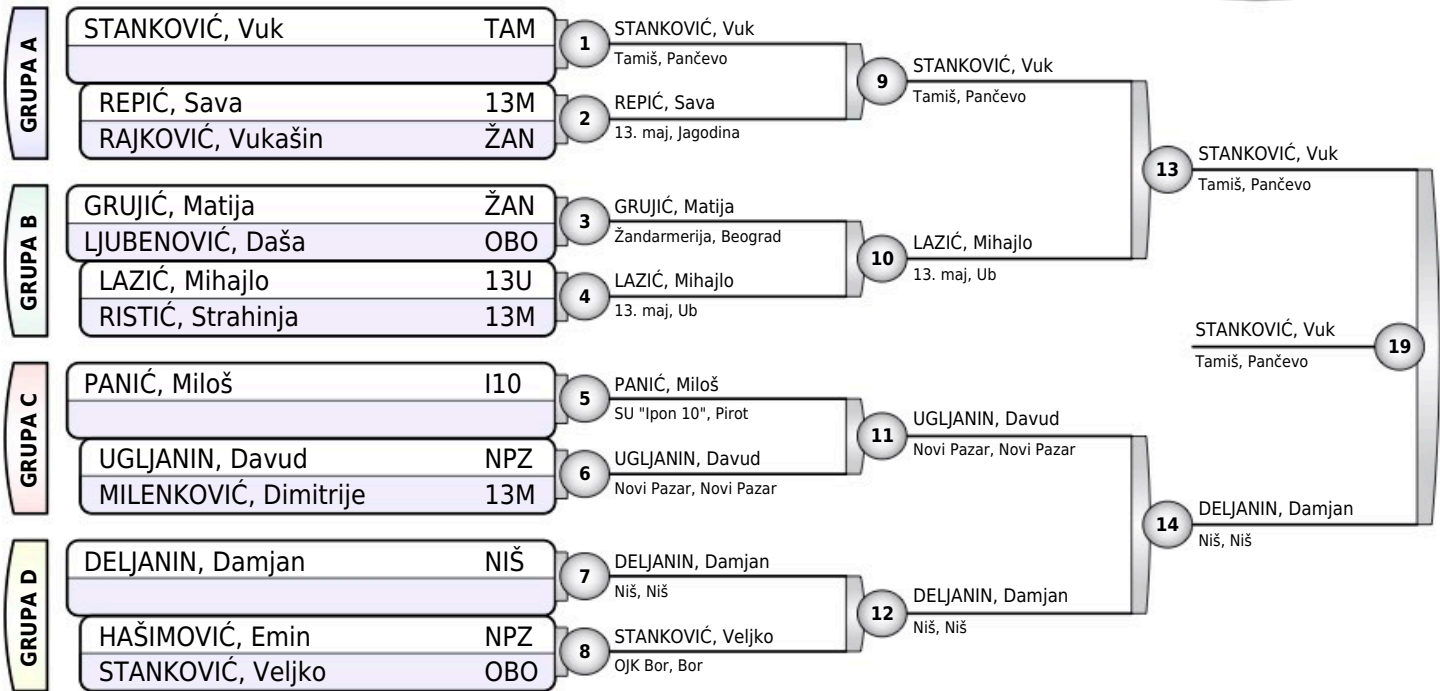 GRUPA A
STANKOVIĆ, Vuk TAM
REPIĆ, Sava 13M
RAJKOVIĆ, Vukašin ŽAN
GRUPA B
GRUJIĆ, Matija ŽAN
LJUBENOVIĆ, Daša OBO
LAZIĆ, Mihajlo 13U
RISTIĆ, Strahinja 13M
GRUPA C
PANIĆ, Miloš I10
UGLJANIN, Davud NPZ
MILENKOVIĆ, Dimitrije 13M
GRUPA D
DELJANIN, Damjan NIŠ
HAŠIMOVIĆ, Emin NPZ
STANKOVIĆ, Veljko OBO
1 STANKOVIĆ, Vuk
Tamiš, Pančevo
2 REPIĆ, Sava
13. maj, Jagodina
3 GRUJIĆ, Matija
Žandarmerija, Beograd
4 LAZIĆ, Mihajlo
13. maj, Ub
5 PANIĆ, Miloš
SU "Ipon 10", Pirot
6 UGLJANIN, Davud
Novi Pazar, Novi Pazar
7 DELJANIN, Damjan
Niš, Niš
8 STANKOVIĆ, Veljko
OJK Bor, Bor
9 STANKOVIĆ, Vuk
Tamiš, Pančevo
10 LAZIĆ, Mihajlo
13. maj, Ub
11 UGLJANIN, Davud
Novi Pazar, Novi Pazar
12 DELJANIN, Damjan
Niš, Niš
13 STANKOVIĆ, Vuk
Tamiš, Pančevo
14 DELJANIN, Damjan
Niš, Niš
STANKOVIĆ, Vuk 19
Tamiš, Pančevo